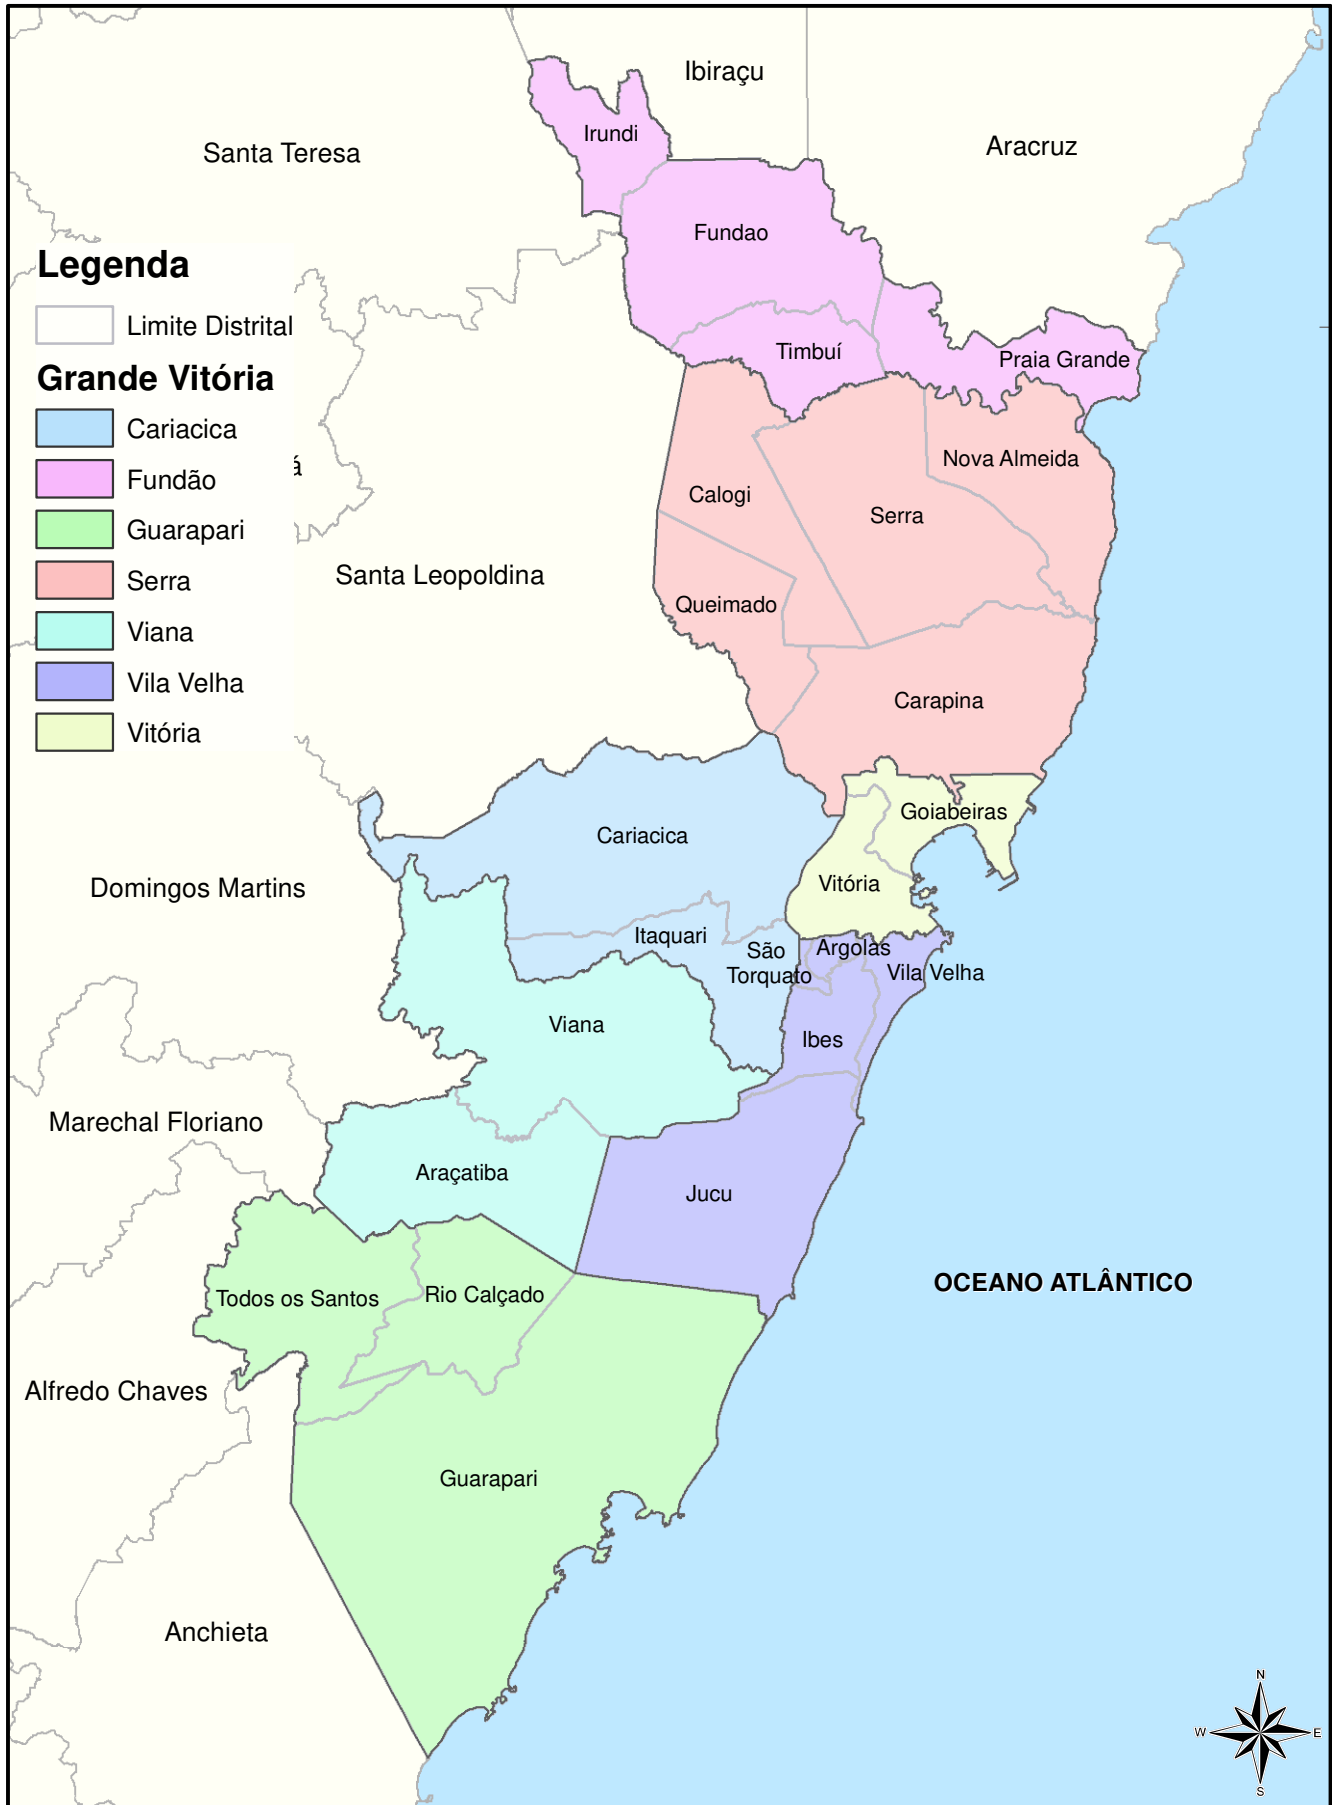 Ibiraçu
Irundi
Aracruz
Santa Teresa
Fundao
Legenda
Limite Distrital
Timbuí
Praia Grande
Grande Vitória
Cariacica
Fundão
Guarapari
Serra
Viana
Vila Velha
Vitória
á
Nova Almeida
Calogi
Serra
Santa Leopoldina
Queimado
Carapina
Goiabeiras
Cariacica
Vitória
Domingos Martins
Itaquari
São
Torquato
Argolas
Vila Velha
Viana
Ibes
Marechal Floriano
Araçatiba
Jucu
OCEANO ATLÂNTICO
Todos os Santos
Rio Calçado
Alfredo Chaves
Guarapari
Anchieta
N
W
E
S